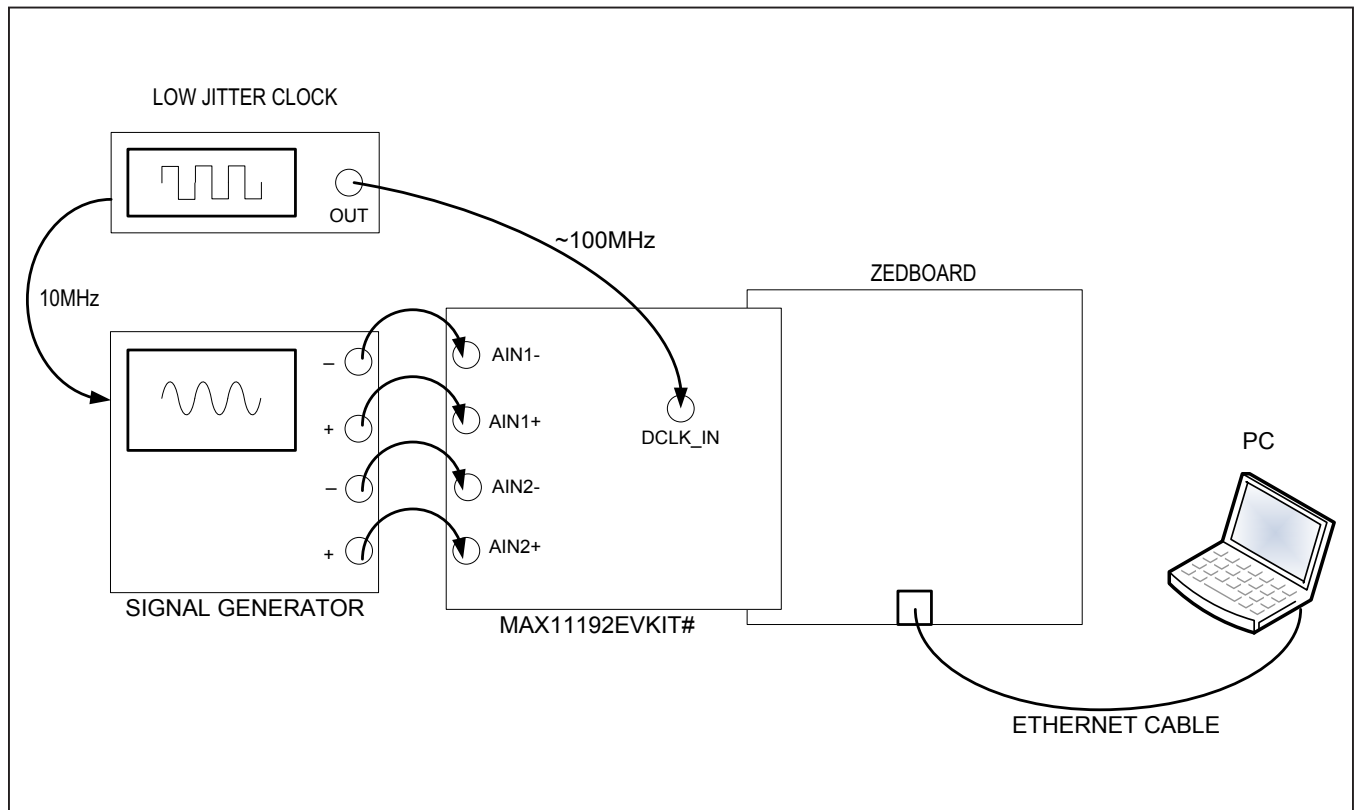 LOW JITTER CLOCK
OUT
~100MHz
ZEDBOARD
10MHz
– AIN1-
+ AIN1+
DCLK_IN
– AIN2-
+ AIN2+
PC
SIGNAL GENERATOR
MAX11192EVKIT#
ETHERNET CABLE